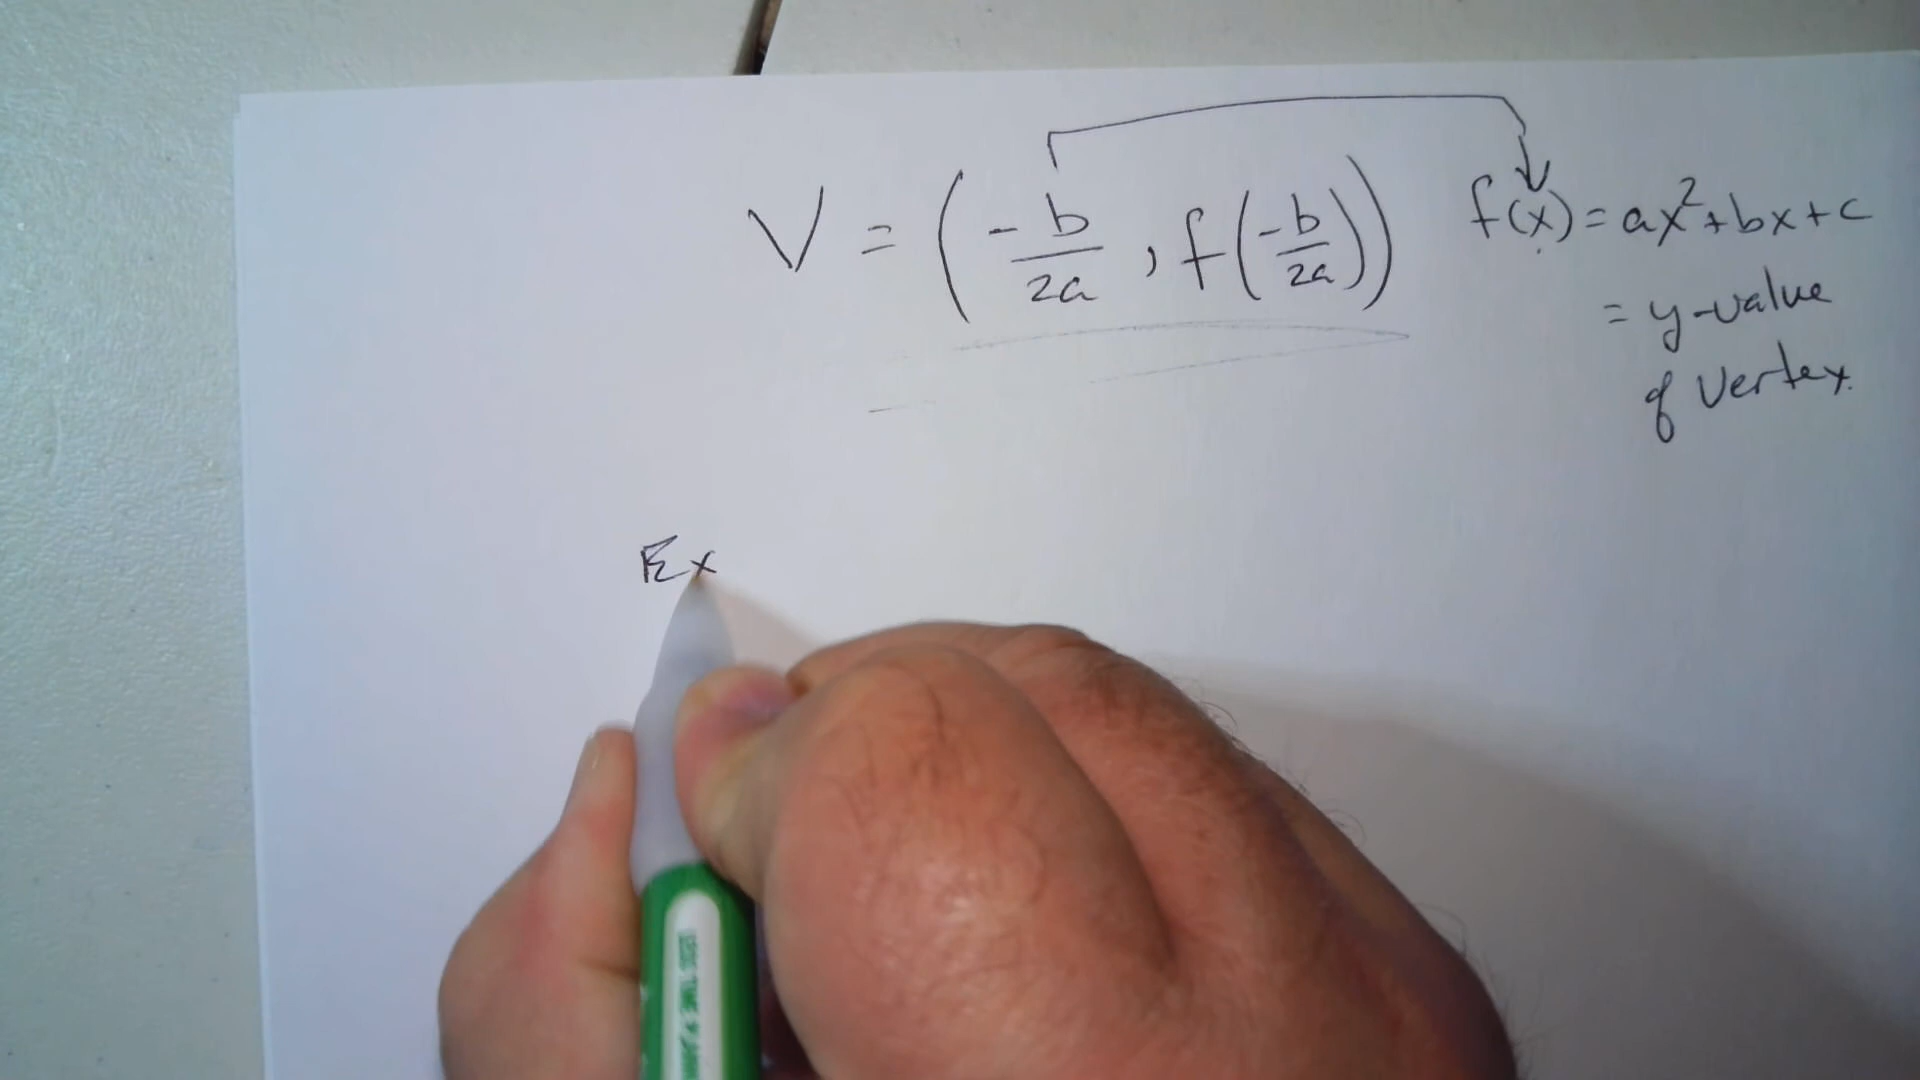 V = (-b/2a, f(-b/2a)) f(x) = ax²+bx+c
= y-value
of Vertex.
Ex